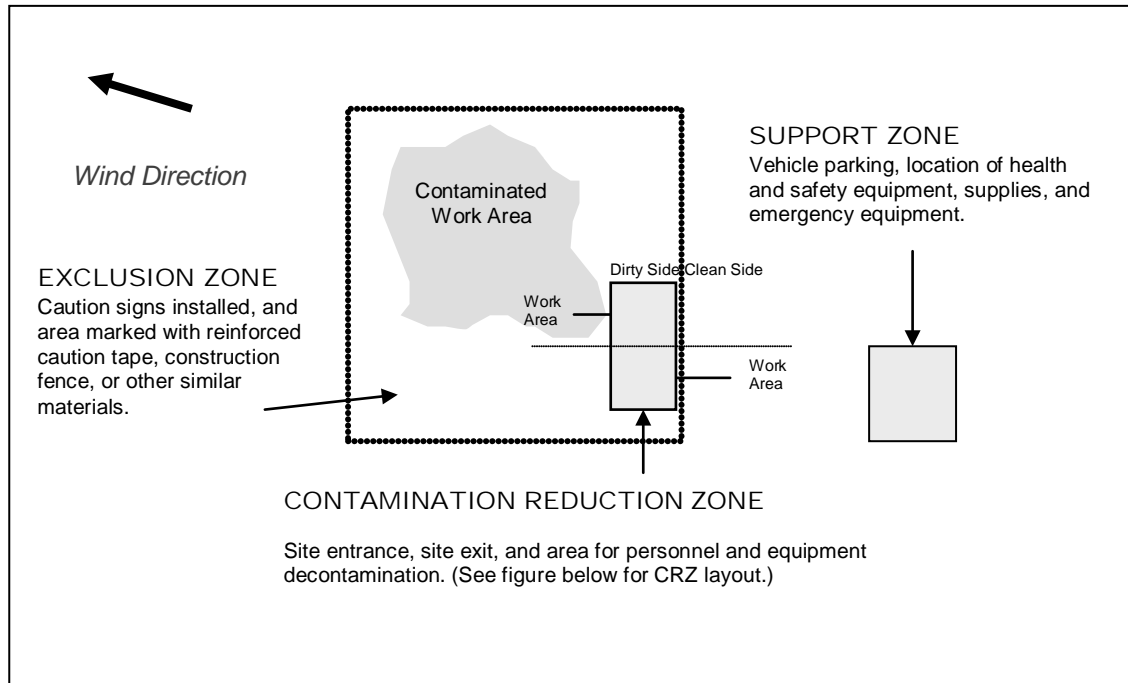 Wind Direction
Contaminated
Work Area
SUPPORT ZONE
Vehicle parking, location of health
and safety equipment, supplies, and
emergency equipment.
EXCLUSION ZONE
Caution signs installed, and
area marked with reinforced
caution tape, construction
fence, or other similar
materials.
Dirty Side Clean Side
Work
Area
Work
Area
CONTAMINATION REDUCTION ZONE
Site entrance, site exit, and area for personnel and equipment
decontamination. (See figure below for CRZ layout.)